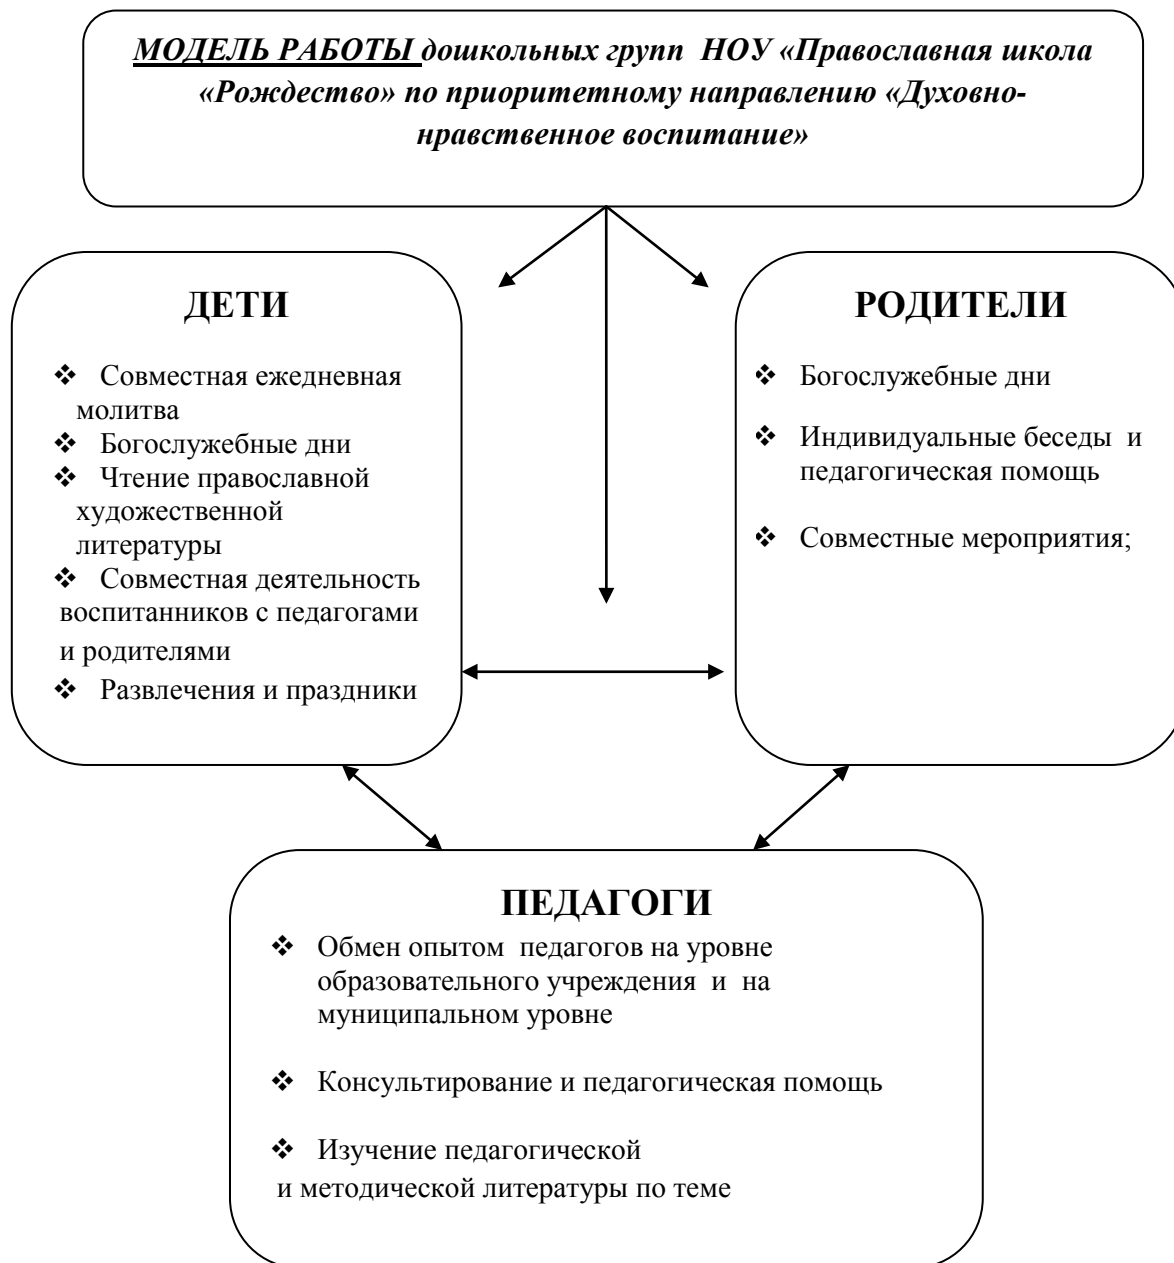 МОДЕЛЬ РАБОТЫ дошкольных групп НОУ «Православная школа
«Рождество» по приоритетному направлению «Духовно-
нравственное воспитание»
ДЕТИ
❖ Совместная ежедневная
молитва
❖ Богослужебные дни
❖ Чтение православной
художественной
литературы
❖ Совместная деятельность
воспитанников с педагогами
и родителями
❖ Развлечения и праздники
РОДИТЕЛИ
❖ Богослужебные дни
❖ Индивидуальные беседы и
педагогическая помощь
❖ Совместные мероприятия;
ПЕДАГОГИ
❖ Обмен опытом педагогов на уровне
образовательного учреждения и на
муниципальном уровне
❖ Консультирование и педагогическая помощь
❖ Изучение педагогической
и методической литературы по теме